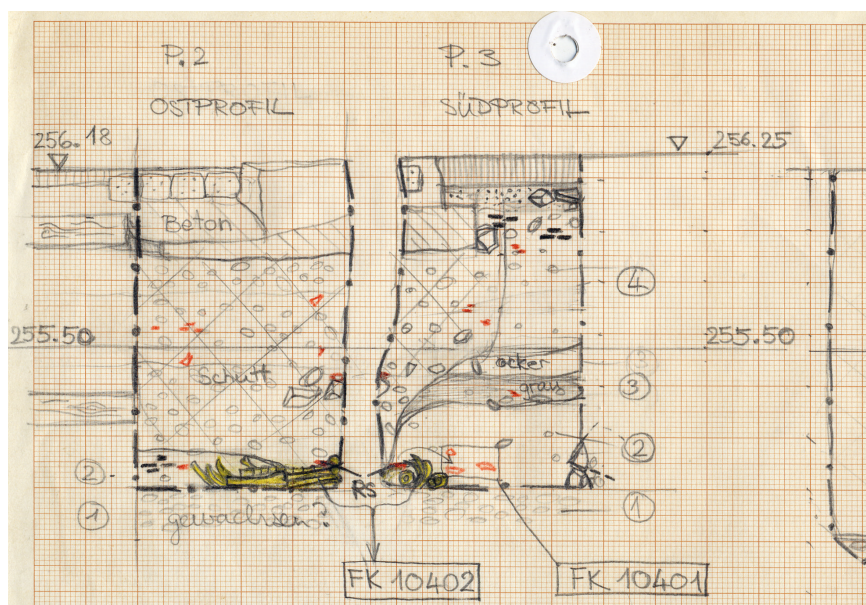 P.2
OSTPROFIL
P.3
SÜDPROFIL
256.18
256.25
Beton
4
255.50
255.50
ocker
3
Schutt
grau
2
2
RS
1
gewachsen?
1
FK 10402
FK 10401